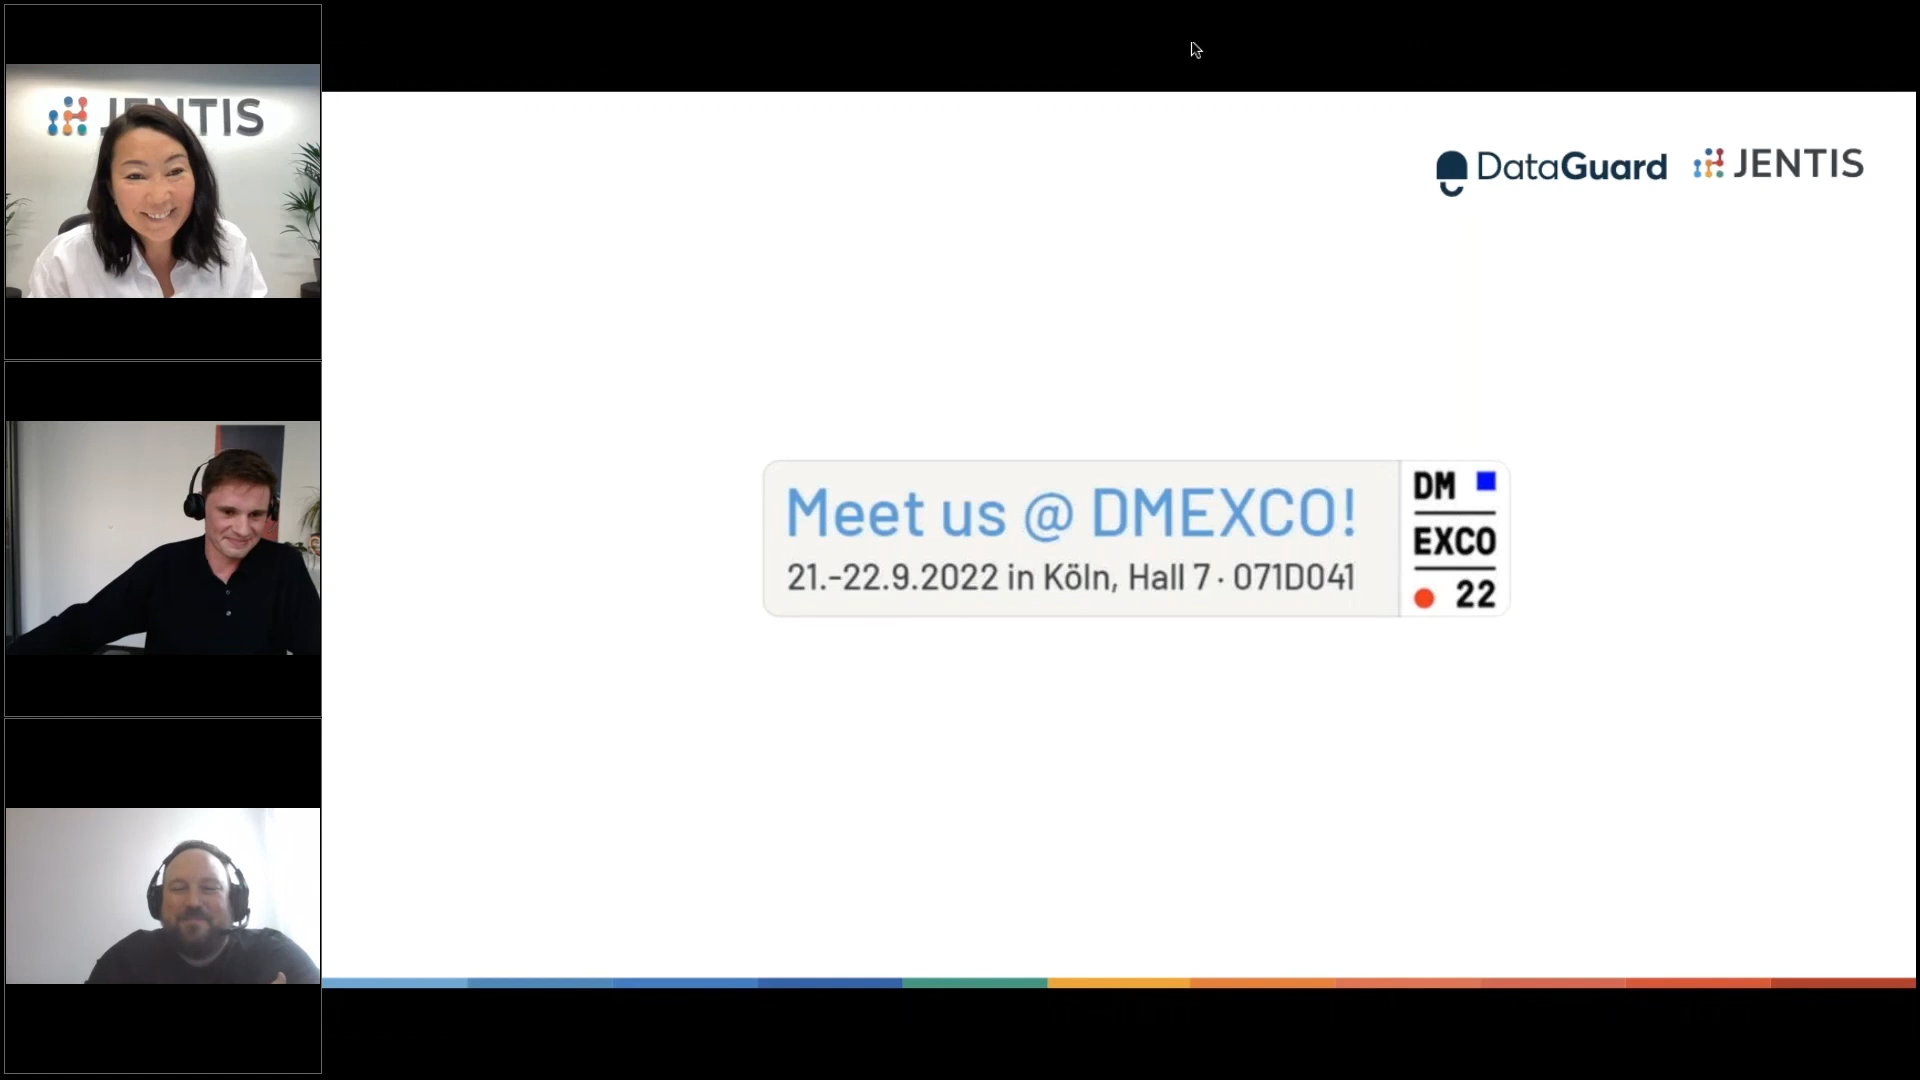 JENTIS
DataGuard
JENTIS
Meet us @ DMEXCO!
21.-22.9.2022 in Köln, Hall 7 · 071D041
DM
EXCO
22